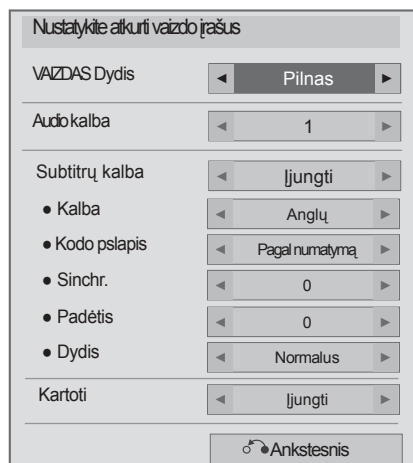 Nustatykite atkurti vaizdo įrašus
VAIZDAS Dydis ◄ Pilnas ►
Audio kalba ◄ 1 ►
Subtitrų kalba ◄ Įjungti ►
● Kalba ◄ Anglų ►
● Kodo pslapis ◄ Pagal numatymą ►
● Sinchr. ◄ 0 ►
● Padėtis ◄ 0 ►
● Dydis ◄ Normalus ►
Kartoti ◄ Įjungti ►
Ankstesnis